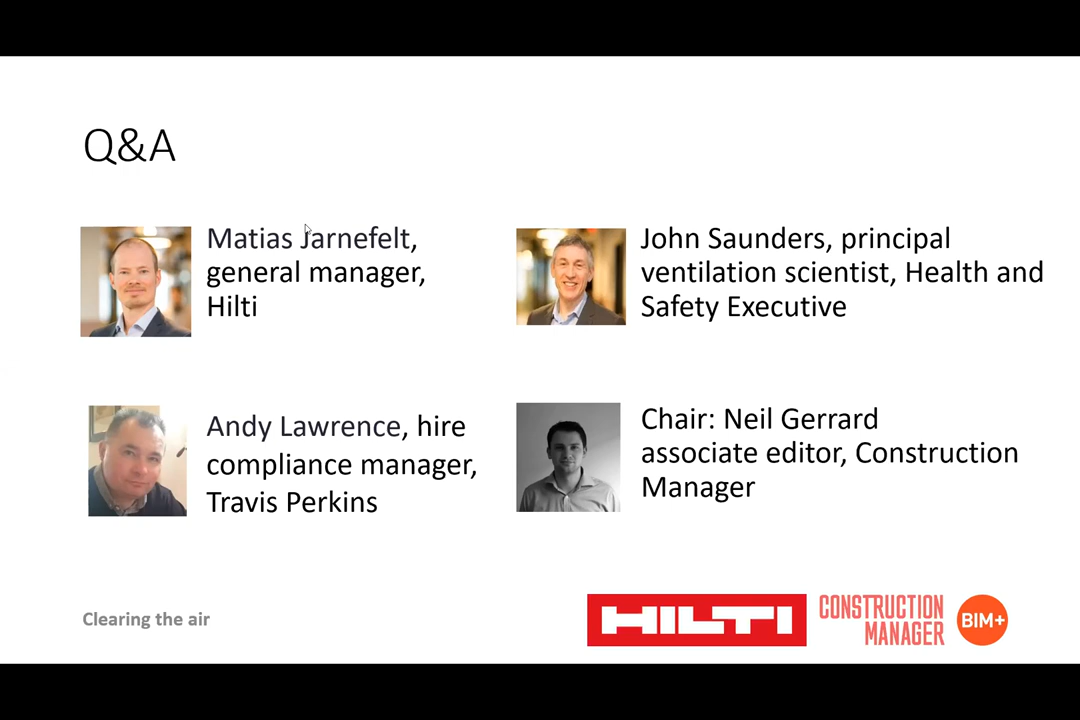 Q&A
Matias Jarnefelt,
general manager,
Hilti
John Saunders, principal
ventilation scientist, Health and
Safety Executive
Andy Lawrence, hire
compliance manager,
Travis Perkins
Chair: Neil Gerrard
associate editor, Construction
Manager
Clearing the air
HILTI
CONSTRUCTION
MANAGER
BIM+